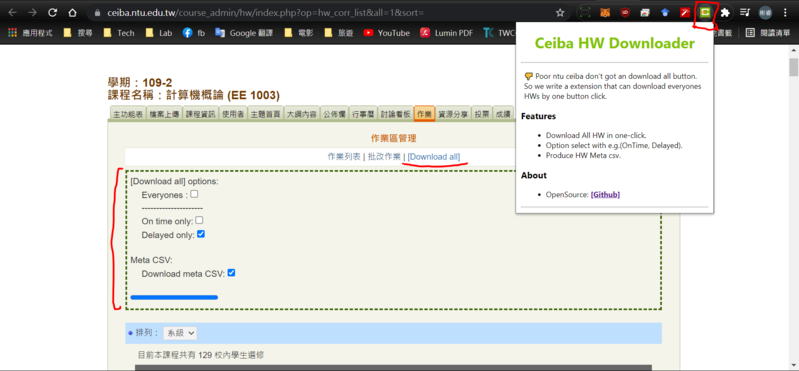 ceiba.ntu.edu.tw/course_admin/hw/index.php?op=hw_corr_list&all=1&sort=
應用程式 搜尋 Tech Lab fb Google 翻譯 電影 旅遊 YouTube Lumin PDF TWC 書籤 閱讀清單
Ceiba HW Downloader
Poor ntu ceiba don't got an download all button.
So we write a extension that can download everyones
HWs by one button click.
Features
Download All HW in one-click.
Option select with e.g.(OnTime, Delayed).
Produce HW Meta csv.
About
OpenSource: [Github]
學期：109-2
課程名稱：計算機概論 (EE 1003)
主功能表 檔案上傳 課程資訊 使用者 主題首頁 大綱內容 公佈欄 行事曆 討論看板 作業 資源分享 投票 成績
作業區管理
作業列表 | 批改作業 | [Download all]
[Download all] options:
Everyones :
---------------------
On time only:
Delayed only:
Meta CSV:
Download meta CSV:
排列： 系級
目前本課程共有 129 校內學生選修